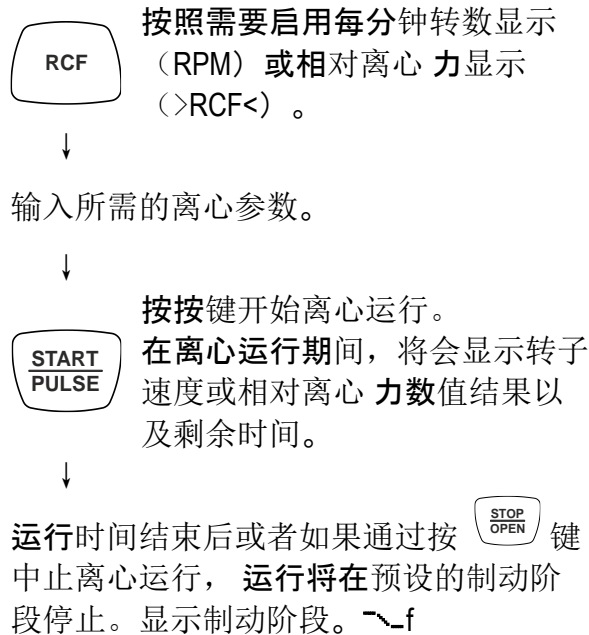 RCF
按照需要启用每分钟转数显示
（RPM）或相对离心 力显示
（>RCF<）。
↓
输入所需的离心参数。
↓
START
PULSE
按按键开始离心运行。
在离心运行期间，将会显示转子
速度或相对离心 力数值结果以
及剩余时间。
↓
运行时间结束后或者如果通过按 STOP OPEN 键
中止离心运行， 运行将在预设的制动阶
段停止。显示制动阶段。 f